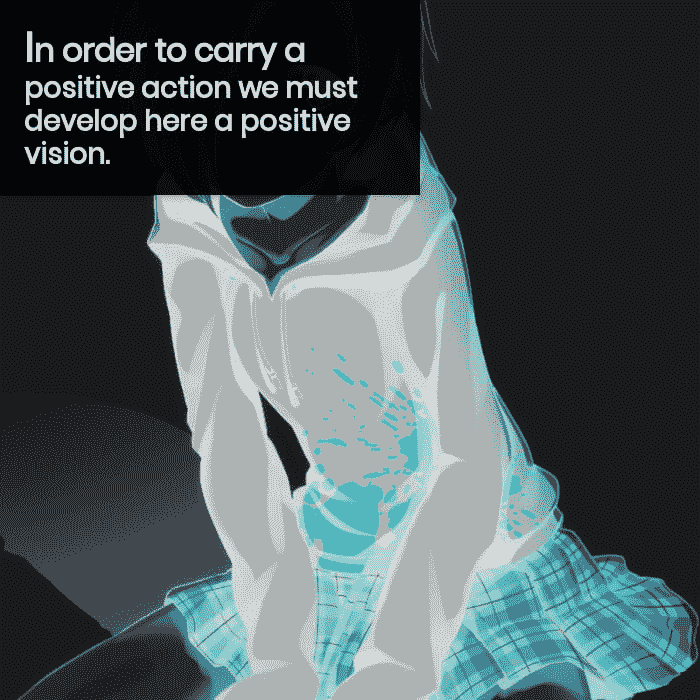 In order to carry a
positive action we must
develop here a positive
vision.